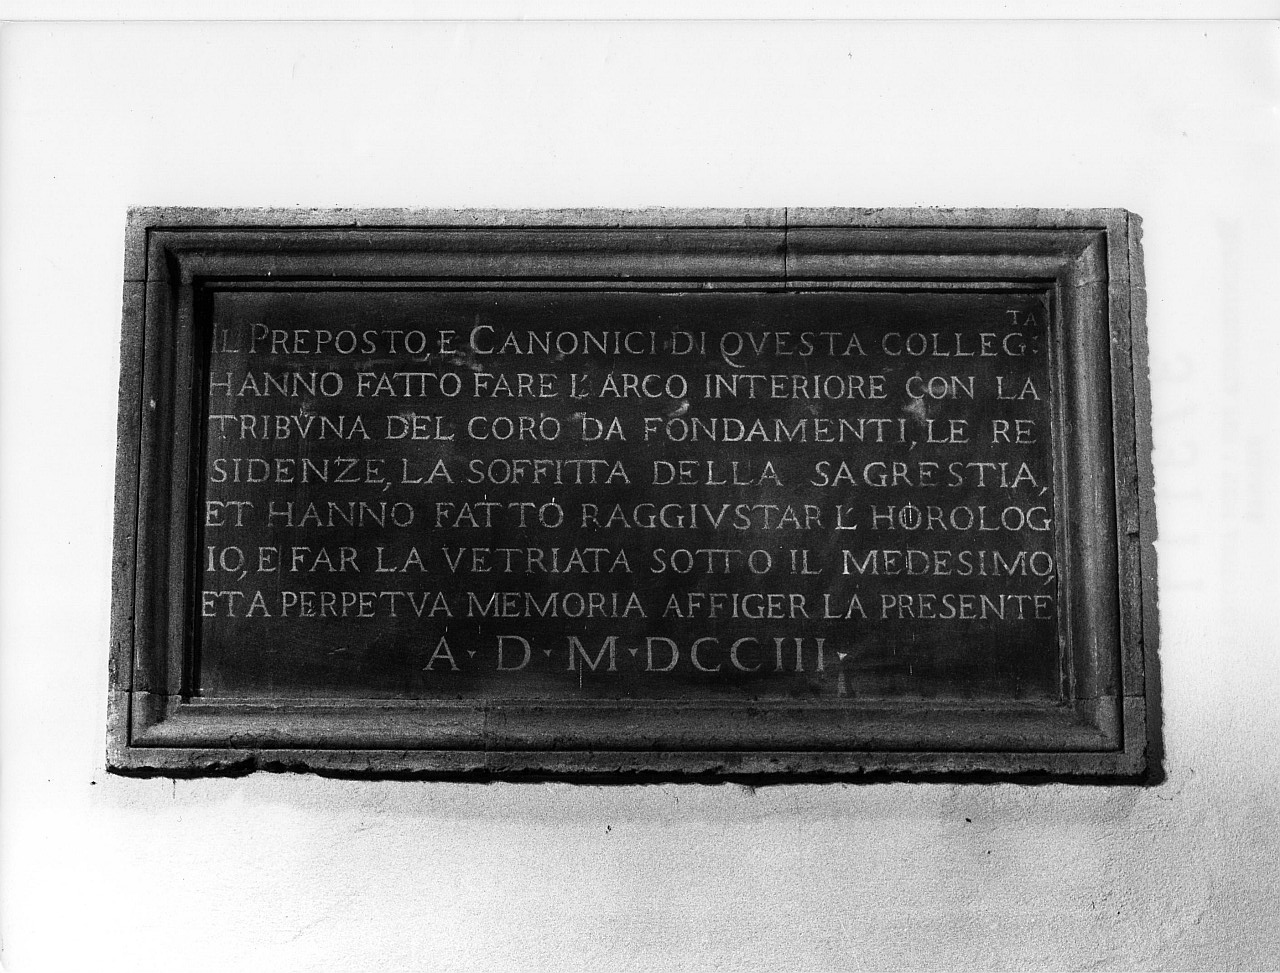 IL PREPOSTO, E CANONICI DI QVESTA COLLEG:TA
HANNO FATTO FARE L'ARCO INTERIORE CON LA
TRIBVNA DEL CORO DA FONDAMENTI, LE RE
SIDENZE, LA SOFFITTA DELLA SAGRESTIA,
ET HANNO FATTO RAGGIVSTAR L'HOROLOG
IO, E FAR LA VETRIATA SOTTO IL MEDESIMO,
ET A PERPETVA MEMORIA AFFIGER LA PRESENTE
A · D · M · DCCIII ·